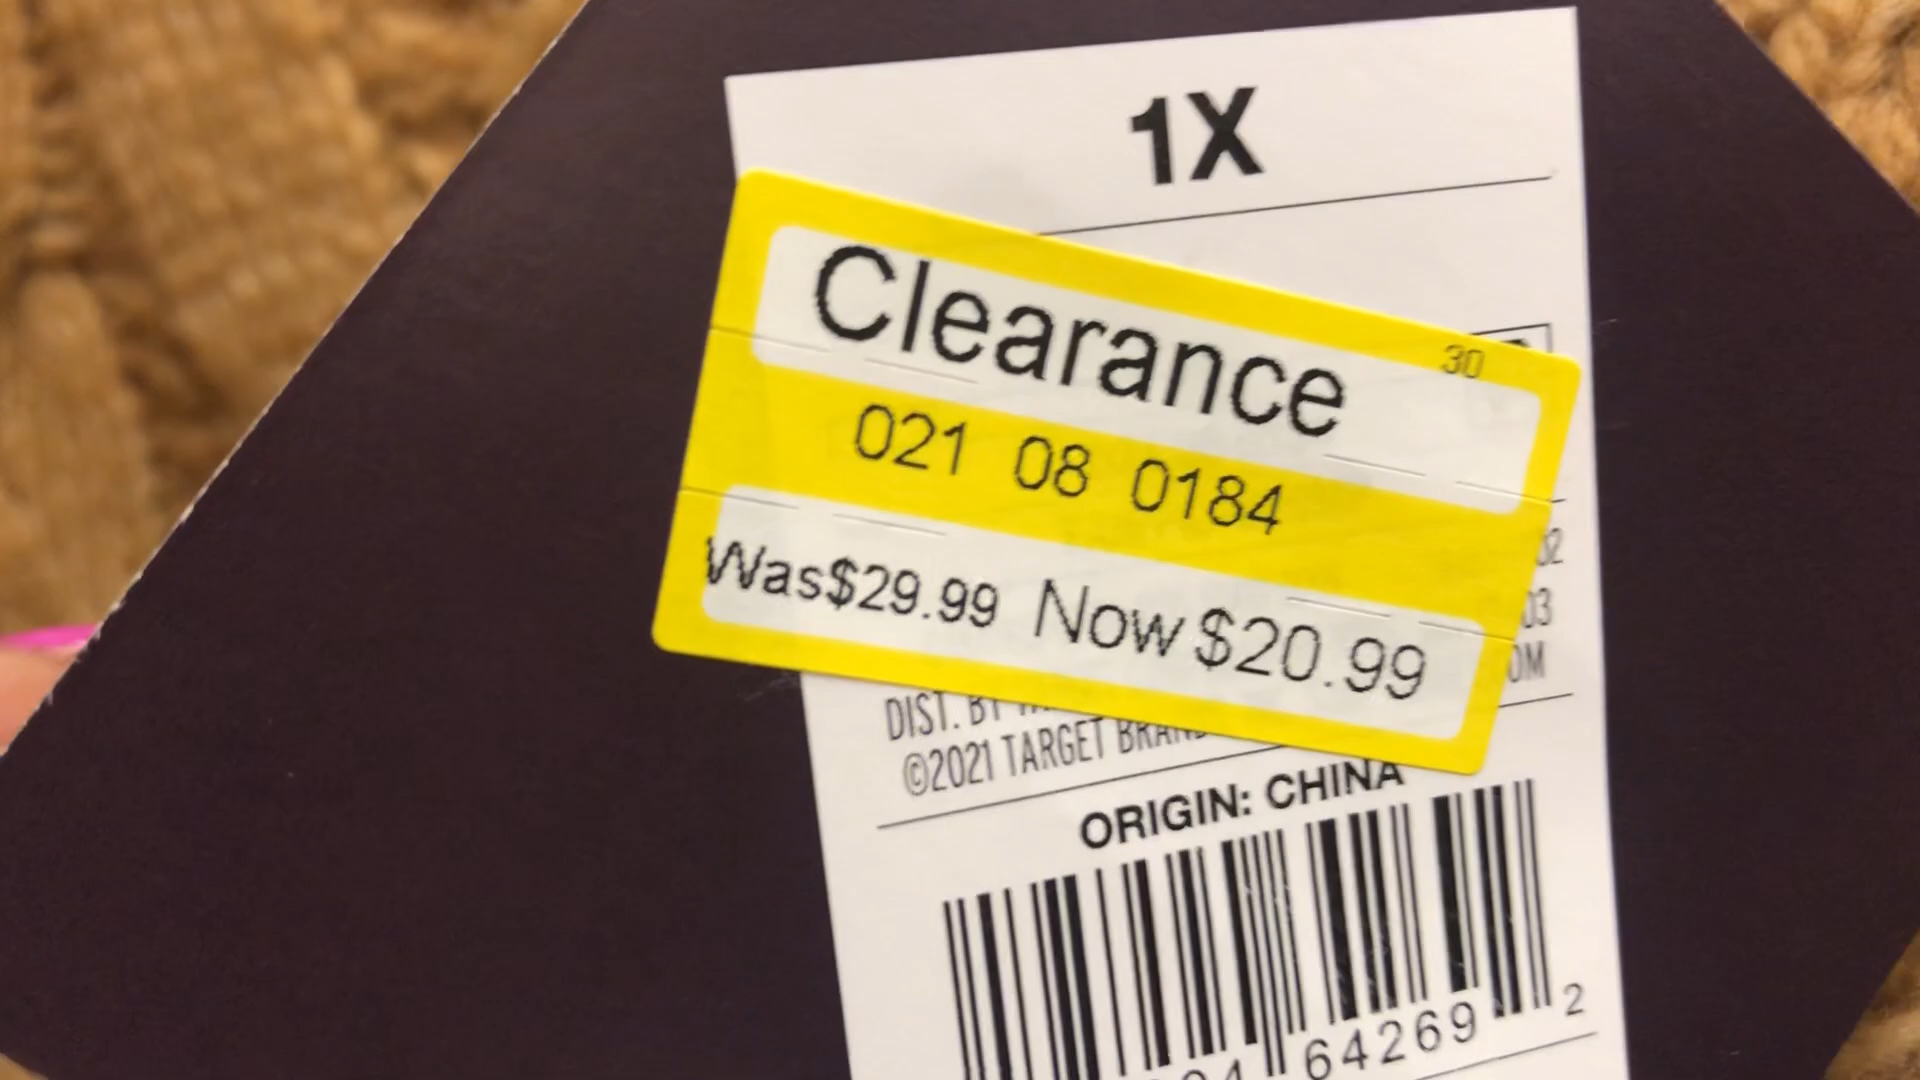 1X
Clearance
30
021 08 0184
Was$29.99 Now $20.99
DIST. BY
©2021 TARGET
ORIGIN: CHINA
64269 2